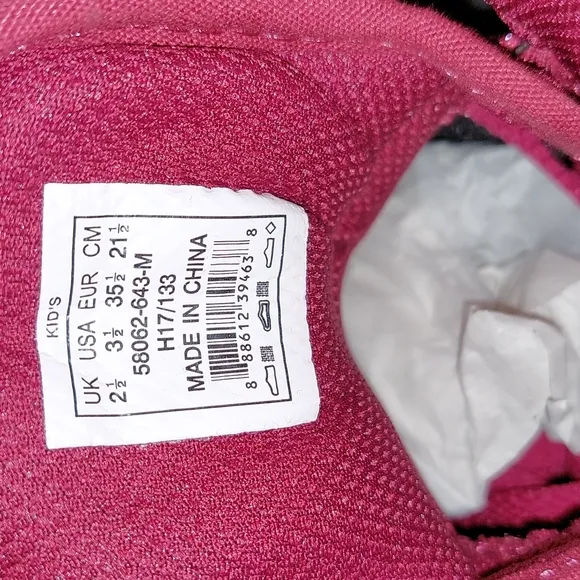 KID'S
UK USA EUR CM
2½ 3½ 35½ 21½
58062-643-M
H17/133
MADE IN CHINA
8 88612 39463 8